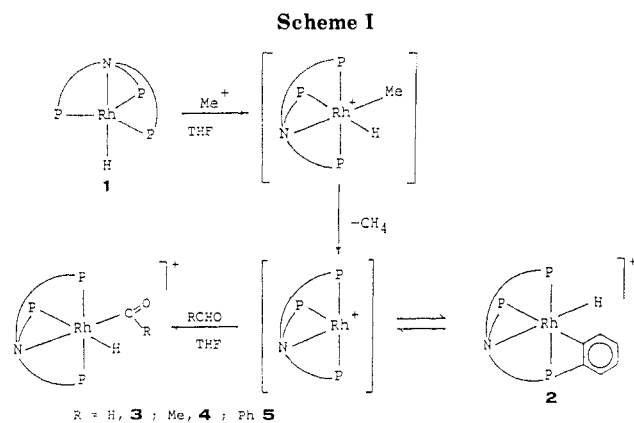 Scheme I
N
P
P
P
Rh
H
1
Me+
THF
P
P
Me
Rh+
H
N
P
-CH4
P
P
Rh
C
O
R
H
N
P
+
RCHO
THF
P
P
Rh+
N
P
P
P
H
Rh
N
P
+
2
R = H, 3 ; Me, 4 ; Ph 5